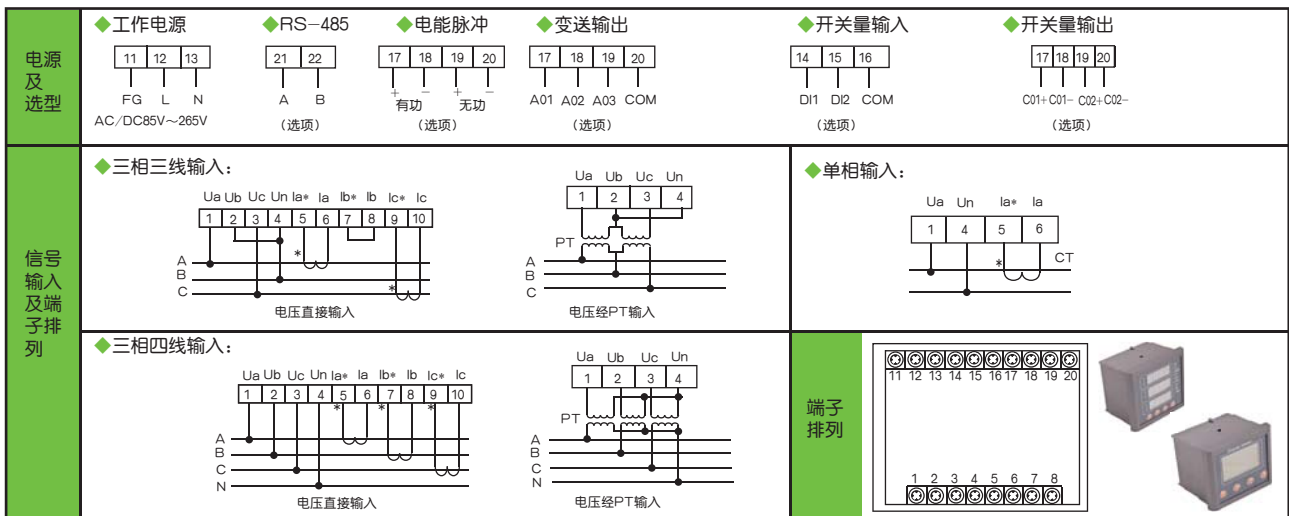 电源
及
选型
◆工作电源
11 12 13
FG L N
AC/DC85V～265V
◆RS-485
21 22
A B
(选项)
◆电能脉冲
17 18 19 20
+ - + -
有功 无功
(选项)
◆变送输出
17 18 19 20
A01 A02 A03 COM
(选项)
◆开关量输入
14 15 16
DI1 DI2 COM
(选项)
◆开关量输出
17 18 19 20
C01+ C01- C02+ C02-
(选项)
信号
输入
及端
子排
列
◆三相三线输入：
Ua Ub Uc Un Ia* Ia Ib* Ib Ic* Ic
1 2 3 4 5 6 7 8 9 10
*
A
B
C
*
电压直接输入
Ua Ub Uc Un
1 2 3 4
PT
A
B
C
电压经PT输入
◆单相输入：
Ua Un Ia* Ia
1 4 5 6
* CT
◆三相四线输入：
Ua Ub Uc Un Ia* Ia Ib* Ib Ic* Ic
1 2 3 4 5 6 7 8 9 10
* * *
A
B
C
N
电压直接输入
Ua Ub Uc Un
1 2 3 4
PT
A
B
C
N
电压经PT输入
端子
排列
11 12 13 14 15 16 17 18 19 20
1 2 3 4 5 6 7 8